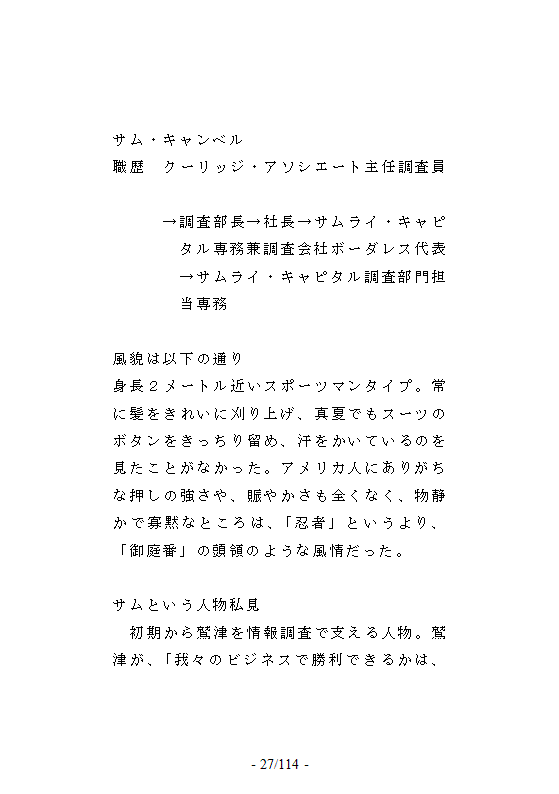 サム・キャンベル
職歴　クーリッジ・アソシエート主任調査員
→調査部長→社長→サムライ・キャピ
タル専務兼調査会社ボーダレス代表
→サムライ・キャピタル調査部門担
当専務
風貌は以下の通り
身長２メートル近いスポーツマンタイプ。常
に髪をきれいに刈り上げ、真夏でもスーツの
ボタンをきっちり留め、汗をかいているのを
見たことがなかった。アメリカ人にありがち
な押しの強さや、賑やかさも全くなく、物静
かで寡黙なところは、「忍者」というより、
「御庭番」の頭領のような風情だった。
サムという人物私見
　初期から鷲津を情報調査で支える人物。鷲
津が、「我々のビジネスで勝利できるかは、
- 27/114 -